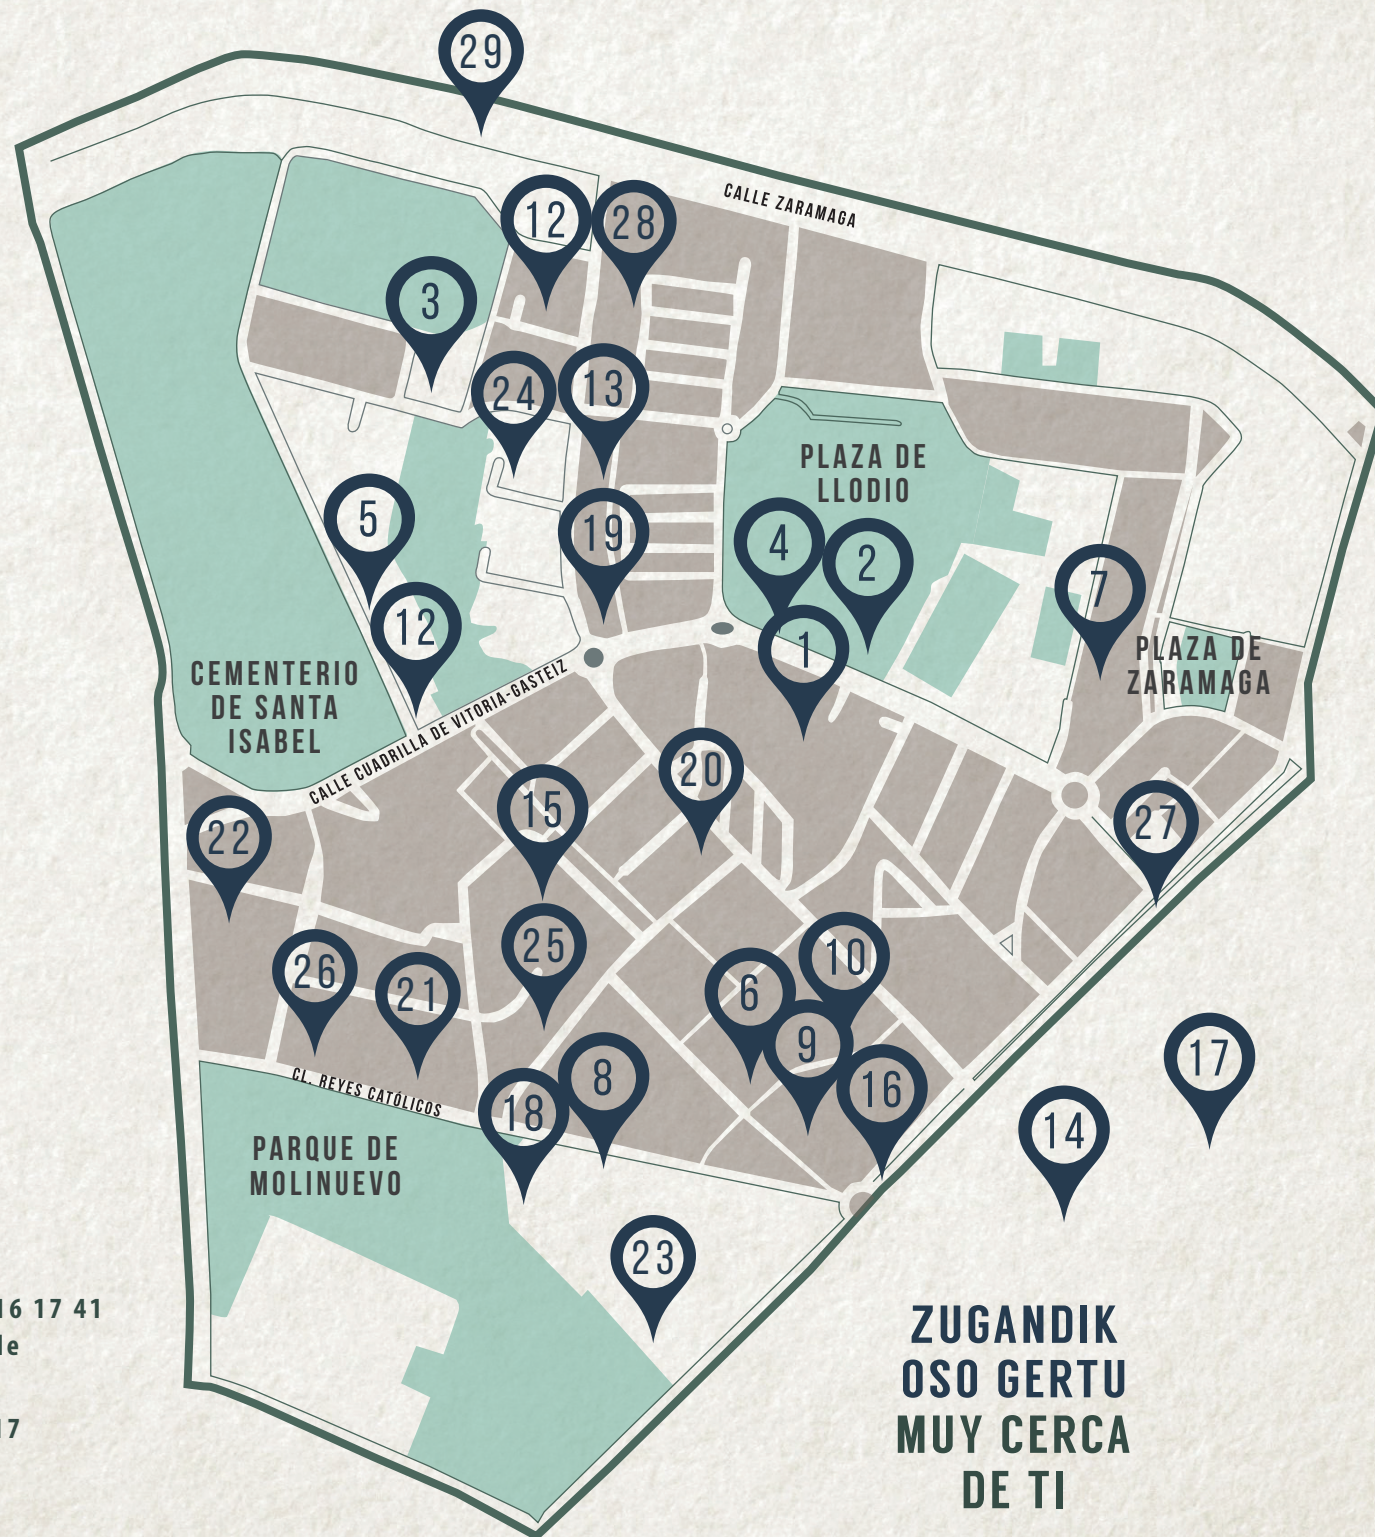 29
12
28
CALLE ZARAMAGA
3
24
13
PLAZA DE
LLODIO
5
19
4
2
7
12
1
PLAZA DE
ZARAMAGA
CEMENTERIO
DE SANTA
ISABEL
CALLE CUADRILLA DE VITORIA-GASTEIZ
20
15
22
27
25
10
26
21
6
9
16
17
CL. REYES CATÓLICOS
18
8
14
PARQUE DE
MOLINUEVO
23
16 17 41
le
17
ZUGANDIK
OSO GERTU
MUY CERCA
DE TI